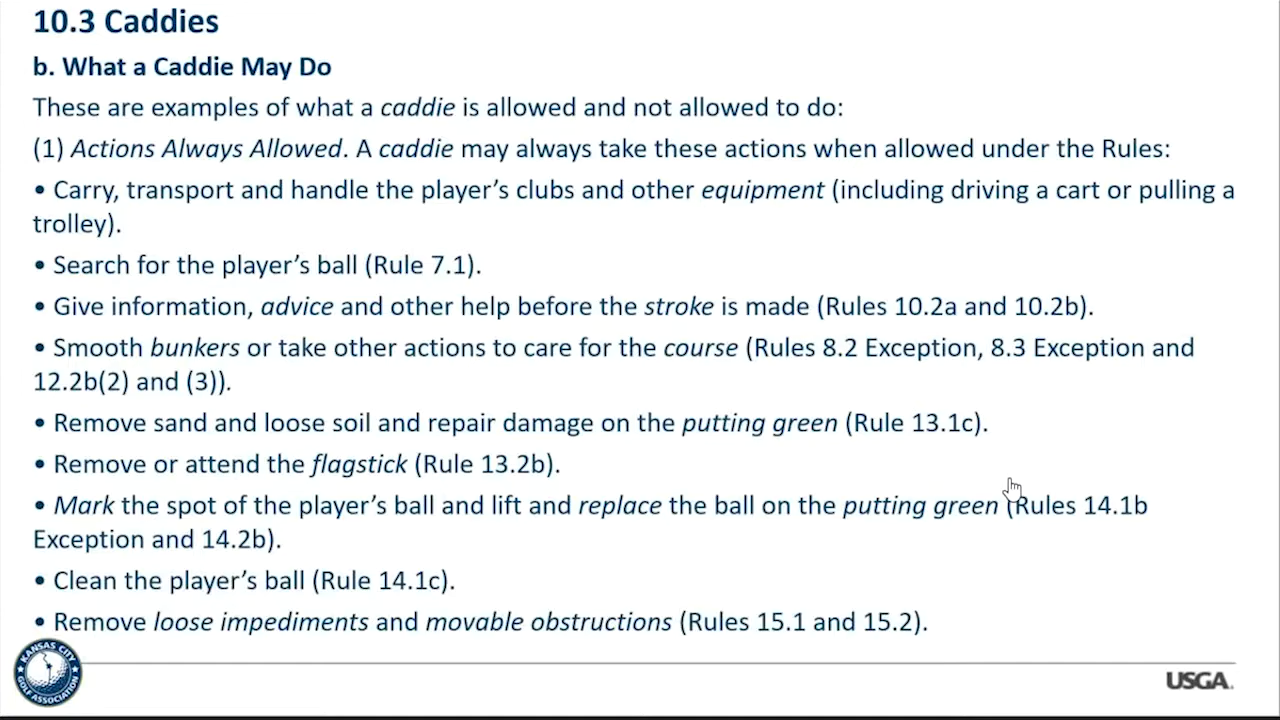 10.3 Caddies
b. What a Caddie May Do
These are examples of what a caddie is allowed and not allowed to do:
(1) Actions Always Allowed. A caddie may always take these actions when allowed under the Rules:
• Carry, transport and handle the player’s clubs and other equipment (including driving a cart or pulling a
trolley).
• Search for the player’s ball (Rule 7.1).
• Give information, advice and other help before the stroke is made (Rules 10.2a and 10.2b).
• Smooth bunkers or take other actions to care for the course (Rules 8.2 Exception, 8.3 Exception and
12.2b(2) and (3)).
• Remove sand and loose soil and repair damage on the putting green (Rule 13.1c).
• Remove or attend the flagstick (Rule 13.2b).
• Mark the spot of the player’s ball and lift and replace the ball on the putting green (Rules 14.1b
Exception and 14.2b).
• Clean the player’s ball (Rule 14.1c).
• Remove loose impediments and movable obstructions (Rules 15.1 and 15.2).
KANSAS CITY
GOLF ASSOCIATION
USGA.